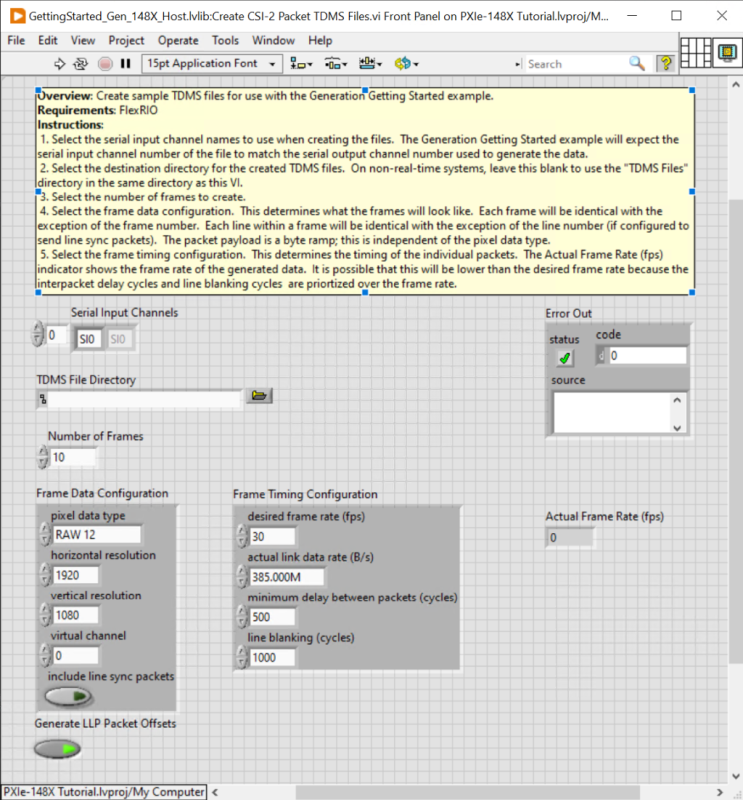 GettingStarted_Gen_148X_Host.lvlib:Create CSI-2 Packet TDMS Files.vi Front Panel on PXIe-148X Tutorial.lvproj/M...
File Edit View Project Operate Tools Window Help
15pt Application Font
Search
?
Overview: Create sample TDMS files for use with the Generation Getting Started example.
Requirements: FlexRIO
Instructions:
1. Select the serial input channel names to use when creating the files. The Generation Getting Started example will expect the
serial input channel number of the file to match the serial output channel number used to generate the data.
2. Select the destination directory for the created TDMS files. On non-real-time systems, leave this blank to use the "TDMS Files"
directory in the same directory as this VI.
3. Select the number of frames to create.
4. Select the frame data configuration. This determines what the frames will look like. Each frame will be identical with the
exception of the frame number. Each line within a frame will be identical with the exception of the line number (if configured to
send line sync packets). The packet payload is a byte ramp; this is independent of the pixel data type.
5. Select the frame timing configuration. This determines the timing of the individual packets. The Actual Frame Rate (fps)
indicator shows the frame rate of the generated data. It is possible that this will be lower than the desired frame rate because the
interpacket delay cycles and line blanking cycles are priortized over the frame rate.
Serial Input Channels
0 SI0 SI0
TDMS File Directory
Number of Frames
10
Error Out
status code
d 0
source
Frame Data Configuration
pixel data type
RAW 12
horizontal resolution
1920
vertical resolution
1080
virtual channel
0
include line sync packets
Generate LLP Packet Offsets
Frame Timing Configuration
desired frame rate (fps)
30
actual link data rate (B/s)
385.000M
minimum delay between packets (cycles)
500
line blanking (cycles)
1000
Actual Frame Rate (fps)
0
PXIe-148X Tutorial.lvproj/My Computer